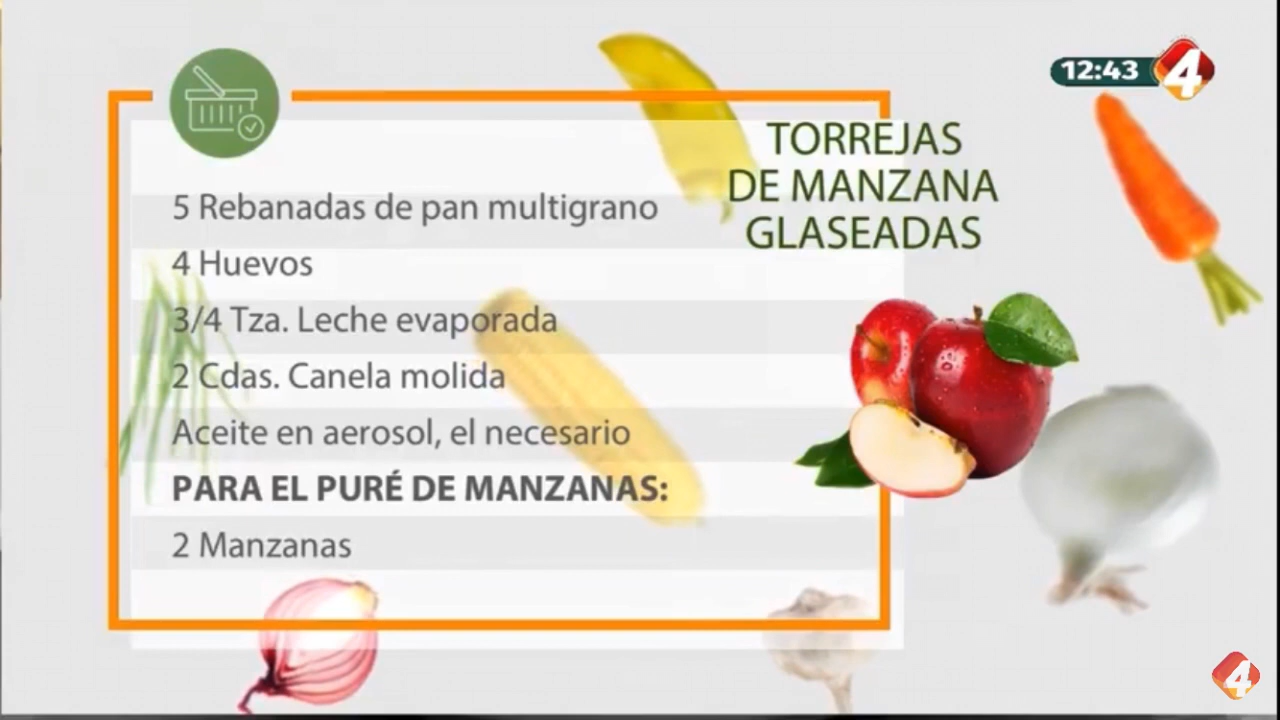 12:43 4
TORREJAS
DE MANZANA
GLASEADAS
5 Rebanadas de pan multigrano
4 Huevos
3/4 Tza. Leche evaporada
2 Cdas. Canela molida
Aceite en aerosol, el necesario
PARA EL PURÉ DE MANZANAS:
2 Manzanas
4